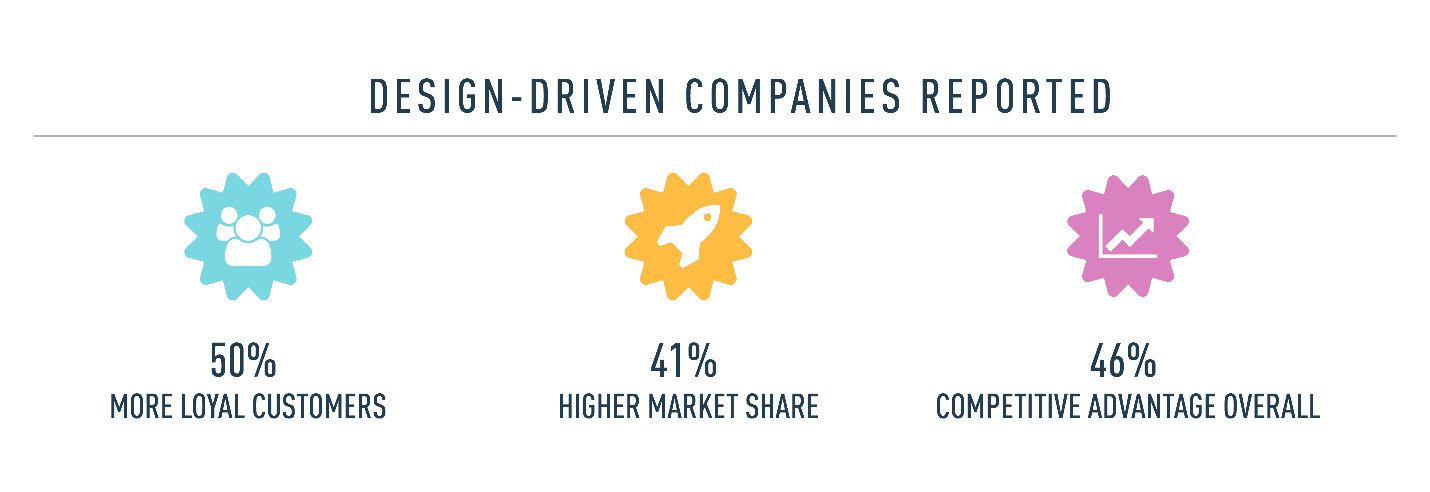 DESIGN-DRIVEN COMPANIES REPORTED
50%
MORE LOYAL CUSTOMERS
41%
HIGHER MARKET SHARE
46%
COMPETITIVE ADVANTAGE OVERALL